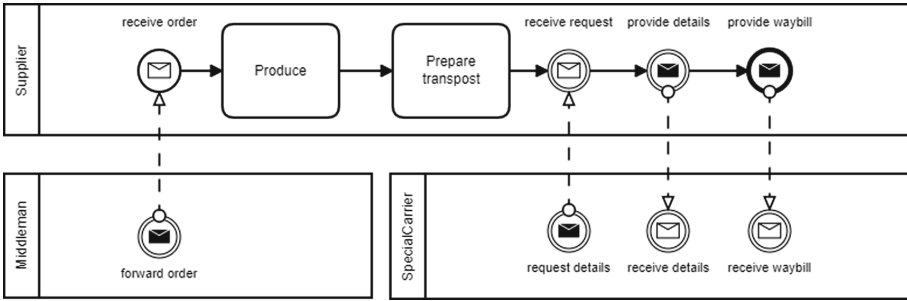 Supplier
receive order
Produce
Prepare
transpost
receive request
provide details
provide waybill
Middleman
forward order
SpecialCarrier
request details
receive details
receive waybill